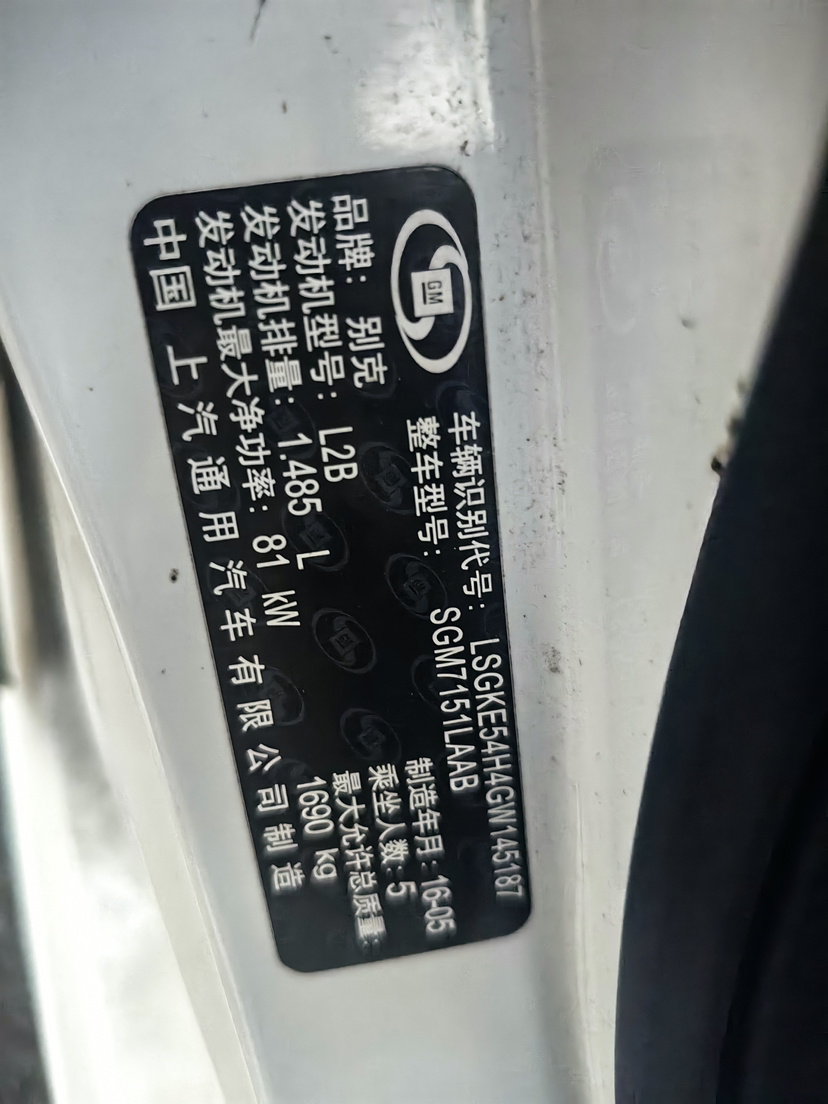 GM
车辆识别代号: LSGKE54H4GW145187
整车型号: SGM7151LAAB
品牌: 别克
制造年月: 16-05
发动机型号: L2B
乘坐人数: 5
发动机排量: 1.485 L
最大允许总质量:
发动机最大净功率: 81 kW
1690 kg
中国 上汽通用汽车有限公司制造